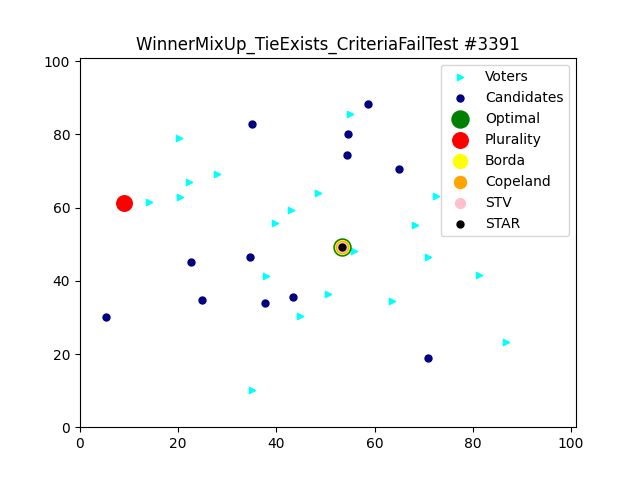 WinnerMixUp_TieExists_CriteriaFailTest #3391
100
80
60
40
20
0
0 20 40 60 80 100
Voters
Candidates
Optimal
Plurality
Borda
Copeland
STV
STAR